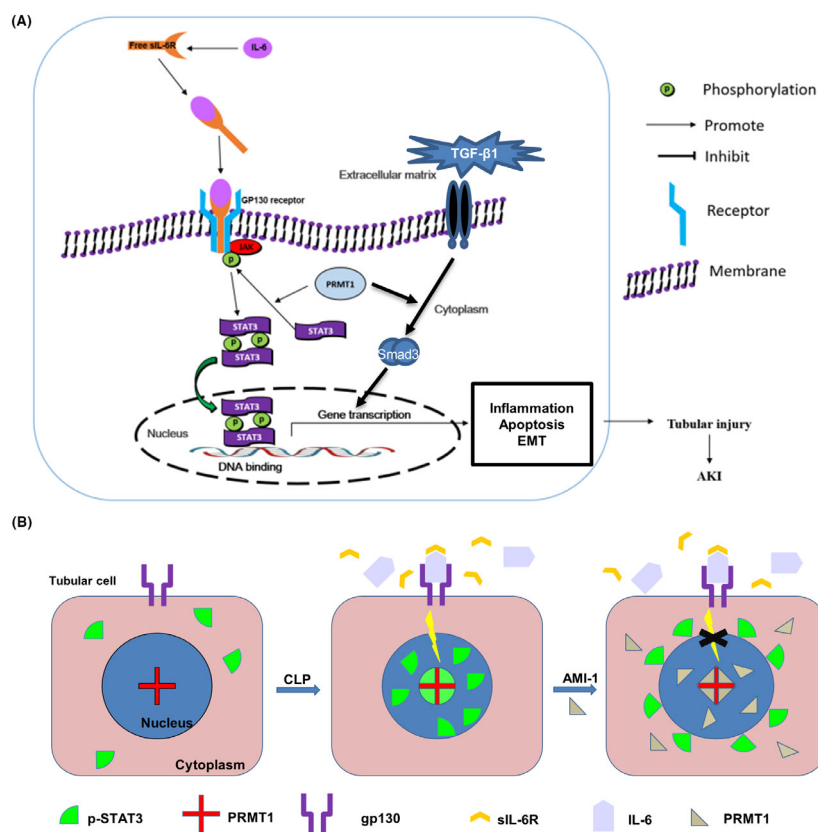 (A)
Free sIL-6R
IL-6
TGF-β1
Extracellular matrix
GP130 receptor
JAK
P
PRMT1
Cytoplasm
STAT3
STAT3
P P
STAT3
Smad3
STAT3
P P
STAT3
Gene transcription
Nucleus
DNA binding
Inflammation
Apoptosis
EMT
Tubular injury
AKI
P Phosphorylation
Promote
Inhibit
Receptor
Membrane
(B)
Tubular cell
Nucleus
Cytoplasm
CLP
AMI-1
p-STAT3
PRMT1
gp130
sIL-6R
IL-6
PRMT1